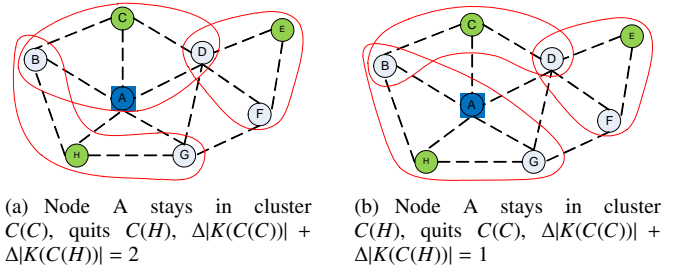 C
D
E
B
A
F
G
H
(a) Node A stays in cluster
C(C), quits C(H), Δ|K(C(C))| +
Δ|K(C(H))| = 2
C
D
E
B
A
F
G
H
(b) Node A stays in cluster
C(H), quits C(C), Δ|K(C(C))| +
Δ|K(C(H))| = 1